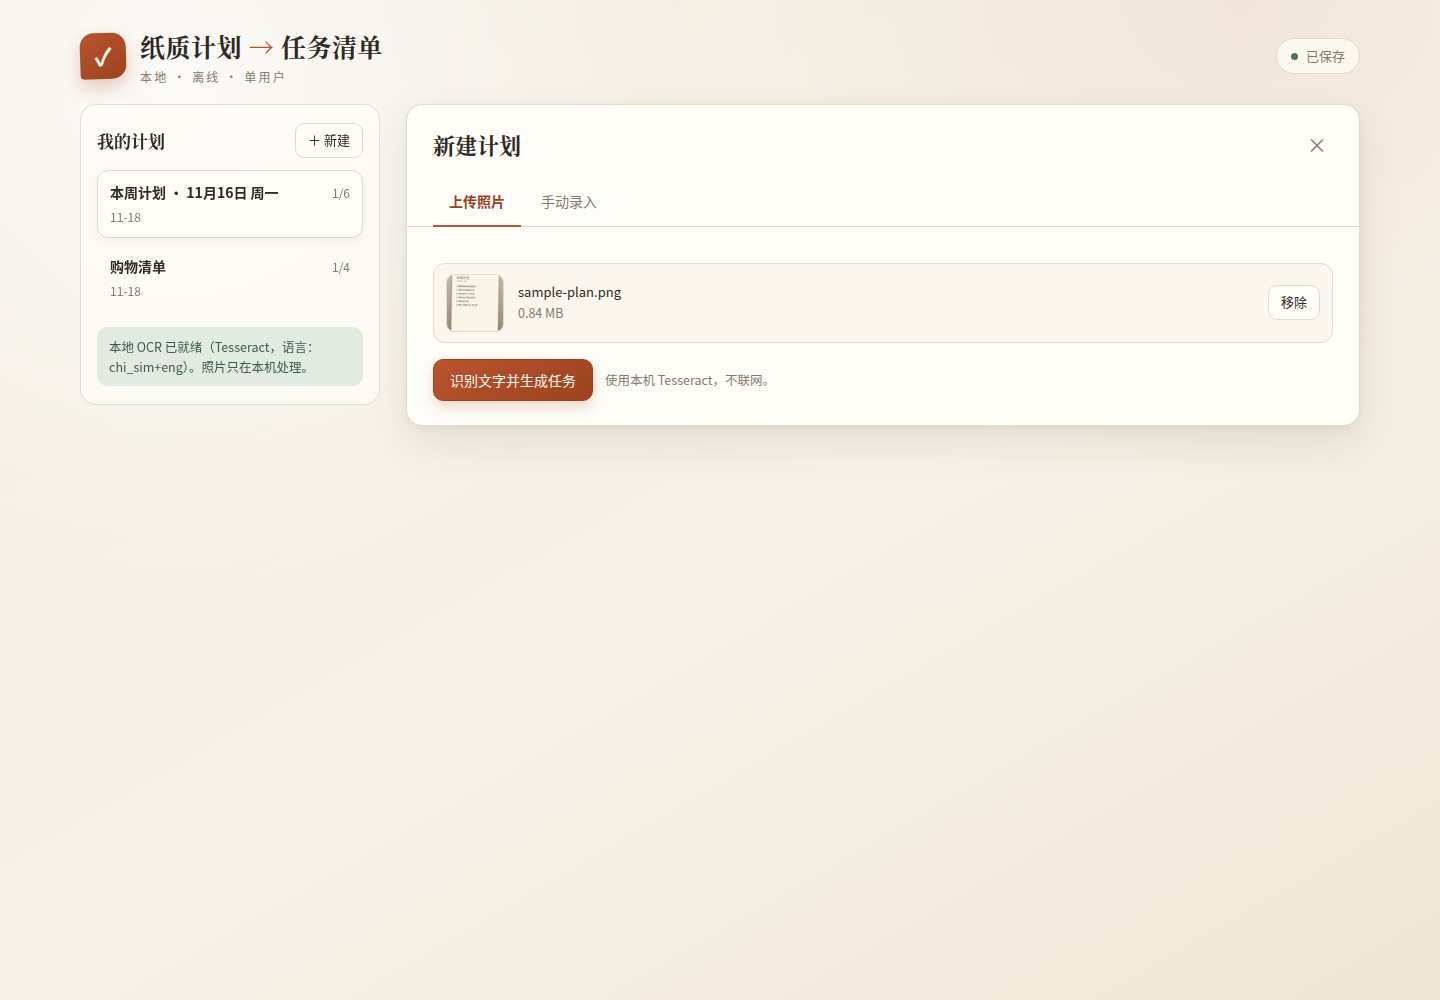 纸质计划 → 任务清单
本地 · 离线 · 单用户
已保存
我的计划
＋ 新建
本周计划 · 11月16日 周一
1/6
11-18
购物清单
1/4
11-18
本地 OCR 已就绪（Tesseract，语言：
chi_sim+eng）。照片只在本机处理。
新建计划
上传照片
手动录入
sample-plan.png
0.84 MB
移除
识别文字并生成任务
使用本机 Tesseract，不联网。